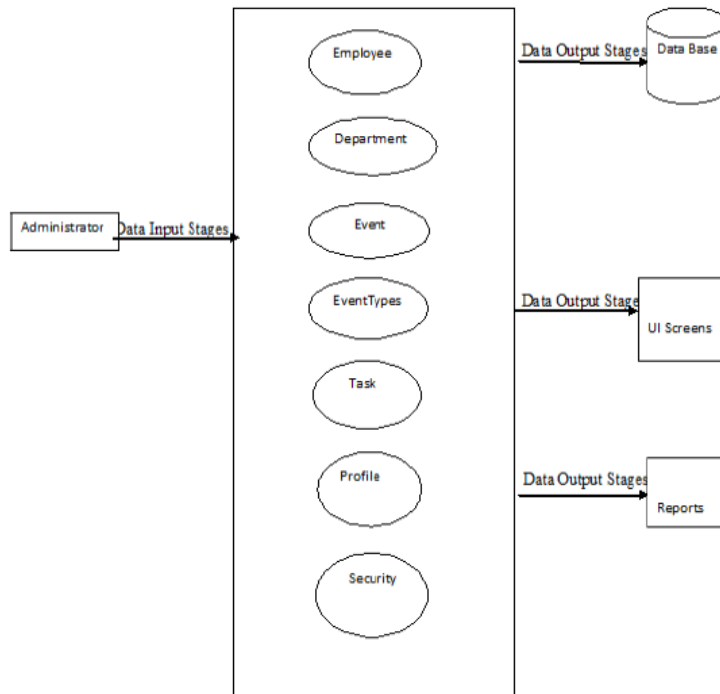 Employee
Data Output Stages
Data Base
Department
Administrator
Data Input Stages
Event
EventTypes
Data Output Stage
UI Screens
Task
Profile
Data Output Stages
Reports
Security